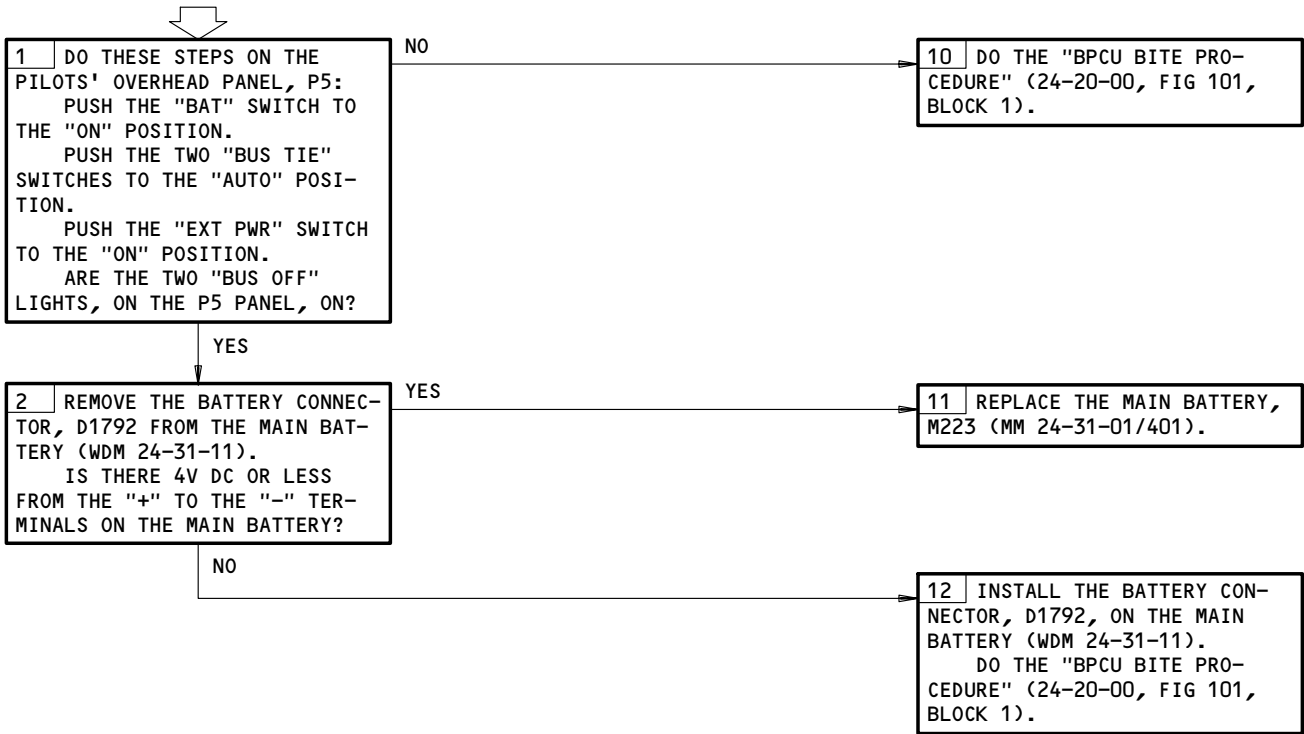 1 DO THESE STEPS ON THE
PILOTS' OVERHEAD PANEL, P5:
PUSH THE "BAT" SWITCH TO
THE "ON" POSITION.
PUSH THE TWO "BUS TIE"
SWITCHES TO THE "AUTO" POSI-
TION.
PUSH THE "EXT PWR" SWITCH
TO THE "ON" POSITION.
ARE THE TWO "BUS OFF"
LIGHTS, ON THE P5 PANEL, ON?
NO
10 DO THE "BPCU BITE PRO-
CEDURE" (24-20-00, FIG 101,
BLOCK 1).
YES
2 REMOVE THE BATTERY CONNEC-
TOR, D1792 FROM THE MAIN BAT-
TERY (WDM 24-31-11).
IS THERE 4V DC OR LESS
FROM THE "+" TO THE "-" TER-
MINALS ON THE MAIN BATTERY?
YES
11 REPLACE THE MAIN BATTERY,
M223 (MM 24-31-01/401).
NO
12 INSTALL THE BATTERY CON-
NECTOR, D1792, ON THE MAIN
BATTERY (WDM 24-31-11).
DO THE "BPCU BITE PRO-
CEDURE" (24-20-00, FIG 101,
BLOCK 1).